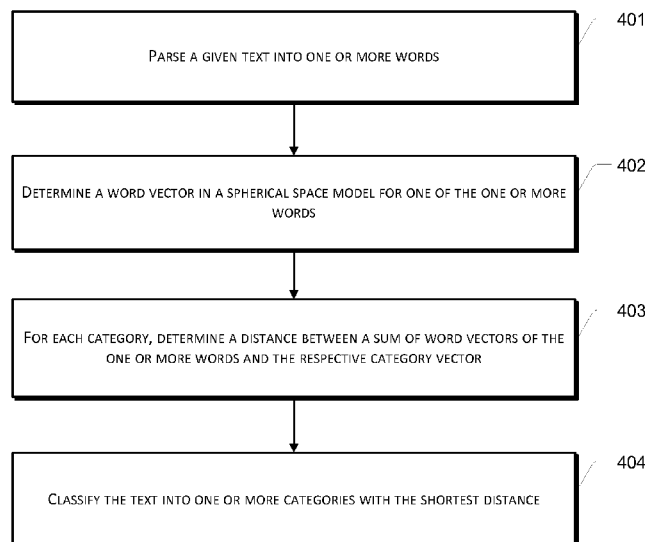 PARSE A GIVEN TEXT INTO ONE OR MORE WORDS
401
DETERMINE A WORD VECTOR IN A SPHERICAL SPACE MODEL FOR ONE OF THE ONE OR MORE
WORDS
402
FOR EACH CATEGORY, DETERMINE A DISTANCE BETWEEN A SUM OF WORD VECTORS OF THE
ONE OR MORE WORDS AND THE RESPECTIVE CATEGORY VECTOR
403
CLASSIFY THE TEXT INTO ONE OR MORE CATEGORIES WITH THE SHORTEST DISTANCE
404